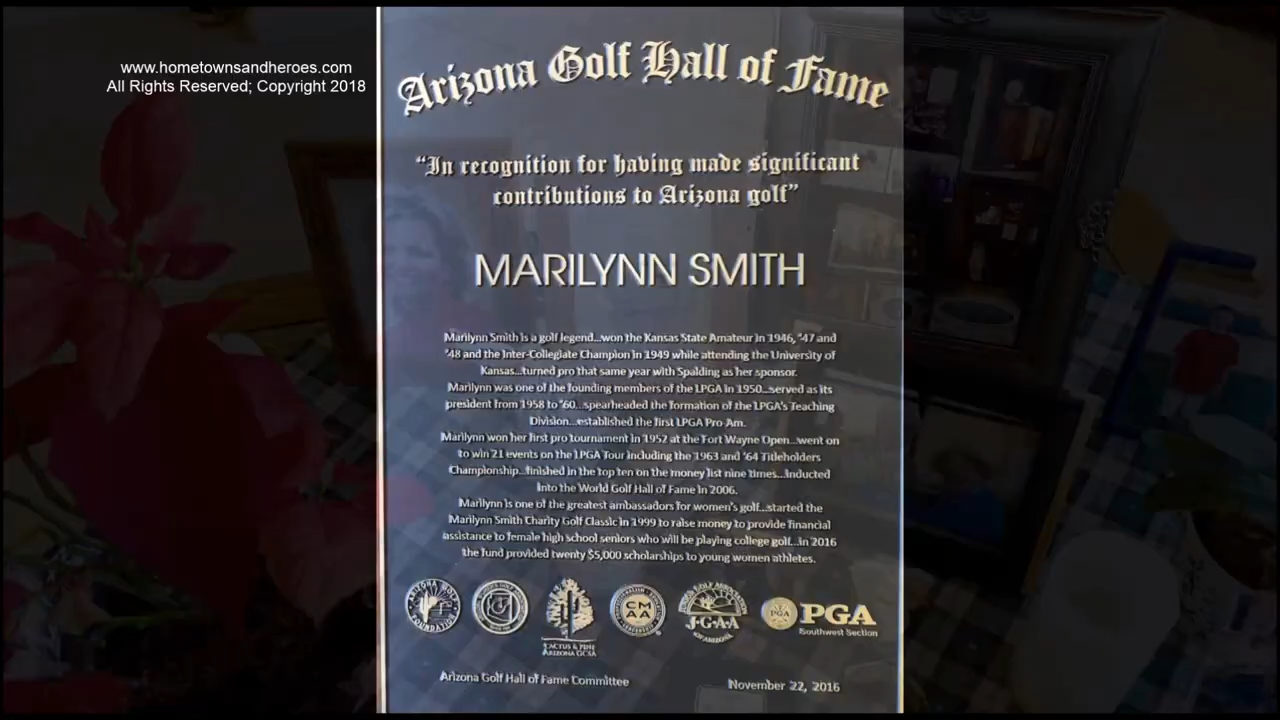 www.hometownsandheroes.com
All Rights Reserved; Copyright 2018
Arizona Golf Hall of Fame
“In recognition for having made significant
contributions to Arizona golf”
MARILYNN SMITH
Marilynn Smith is a golf legend...won the Kansas State Amateur in 1946, '47 and
'48 and the Inter-Collegiate Champion in 1949 while attending the University of
Kansas...turned pro that same year with Spalding as her sponsor.
Marilynn was one of the founding members of the LPGA in 1950...served as its
president from 1958 to '60...spearheaded the formation of the LPGA's Teaching
Division...established the first LPGA Pro-Am.
Marilynn won her first pro tournament in 1952 at the Fort Wayne Open...went on
to win 21 events on the LPGA Tour including the 1963 and '64 Titleholders
Championship...finished in the top ten on the money list nine times...inducted
into the World Golf Hall of Fame in 2006.
Marilynn is one of the greatest ambassadors for women's golf...started the
Marilynn Smith Charity Golf Classic in 1999 to raise money to provide financial
assistance to female high school seniors who will be playing college golf...in 2016
the fund provided twenty $5,000 scholarships to young women athletes.
ARIZONA GOLF
FOUNDATION
CACTUS & PINE
ARIZONA GCSA
CM
AA
JGAA
OF ARIZONA
PGA
PGA
Southwest Section
Arizona Golf Hall of Fame Committee
November 22, 2016